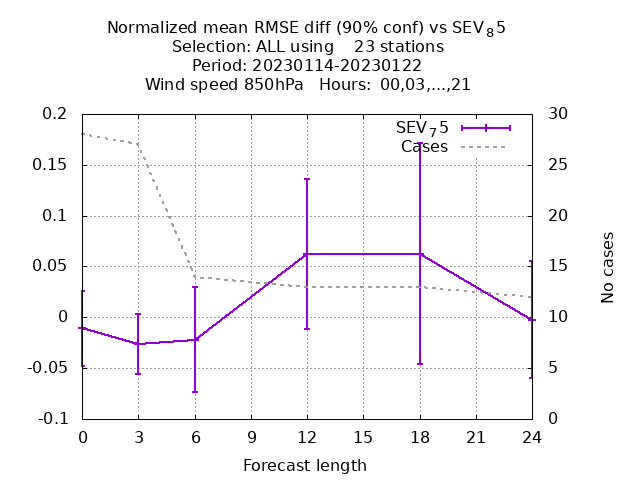 Normalized mean RMSE diff (90% conf) vs SEV₈5
Selection: ALL using    23 stations
Period: 20230114-20230122
Wind speed 850hPa   Hours: 00,03,...,21
0.2
0.15
0.1
0.05
0
-0.05
-0.1
30
25
20
15
10
5
0
SEV₇5
Cases
No cases
0 3 6 9 12 15 18 21 24
Forecast length